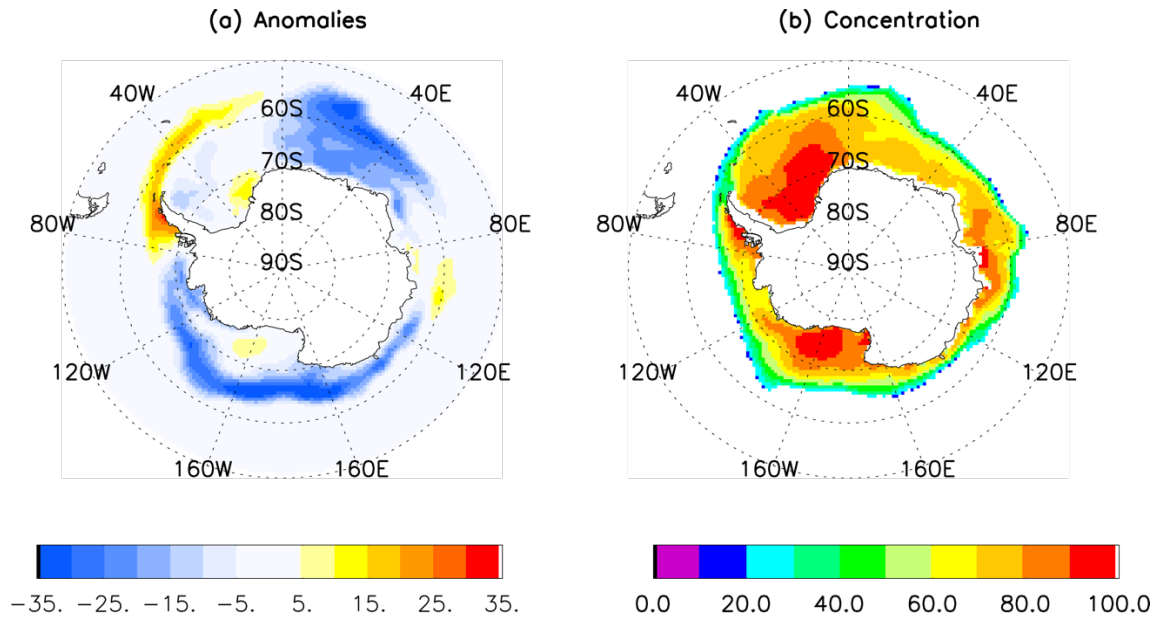 (a) Anomalies
(b) Concentration
40W 40E
60S
70S
80S
90S
80W 80E
120W 120E
160W 160E
40W 40E
60S
70S
80S
90S
80W 80E
120W 120E
160W 160E
−35. −25. −15. −5. 5. 15. 25. 35.
0.0 20.0 40.0 60.0 80.0 100.0